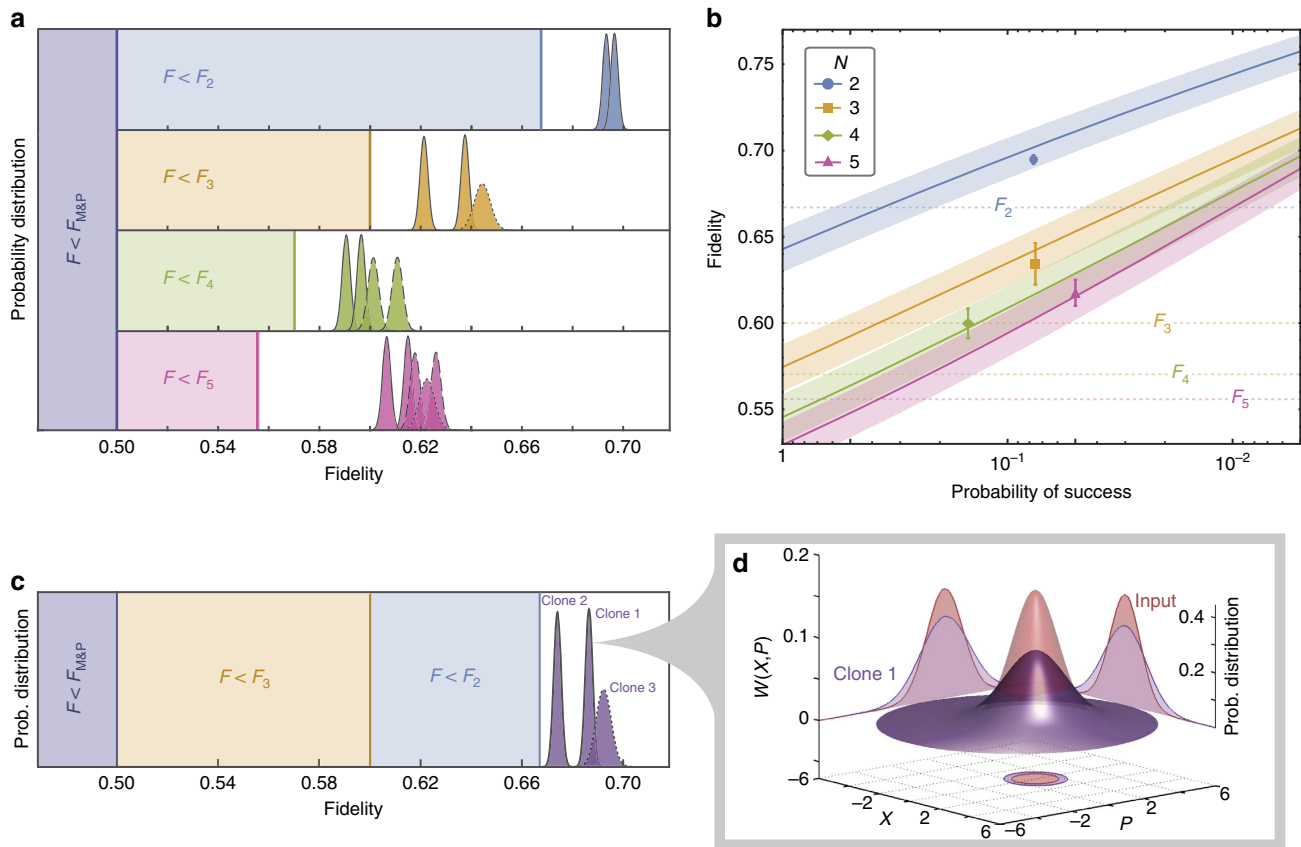 a
Probability distribution
F < F_M&P
F < F_2
F < F_3
F < F_4
F < F_5
0.50 0.54 0.58 0.62 0.66 0.70
Fidelity
b
Fidelity
0.75
0.70
0.65
0.60
0.55
N
2
3
4
5
F_2
F_3
F_4
F_5
1 10^−1 10^−2
Probability of success
c
Prob. distribution
F < F_M&P
F < F_3
F < F_2
Clone 2
Clone 1
Clone 3
0.50 0.54 0.58 0.62 0.66 0.70
Fidelity
d
W(X,P)
0.2
0.1
0
−6
Input
Clone 1
0.4
0.2
Prob. distribution
−2
2
6
X
−6
−2
2
6
P